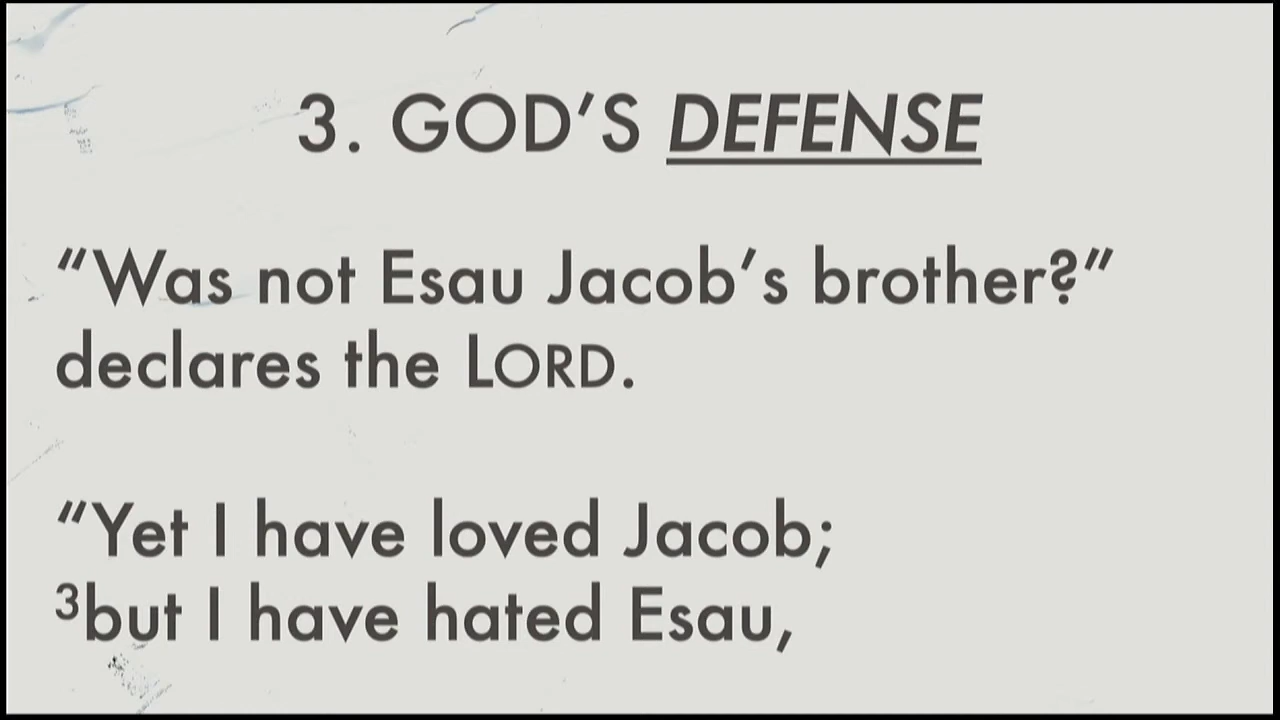 3. GOD’S DEFENSE
“Was not Esau Jacob’s brother?”
declares the LORD.
“Yet I have loved Jacob;
³but I have hated Esau,